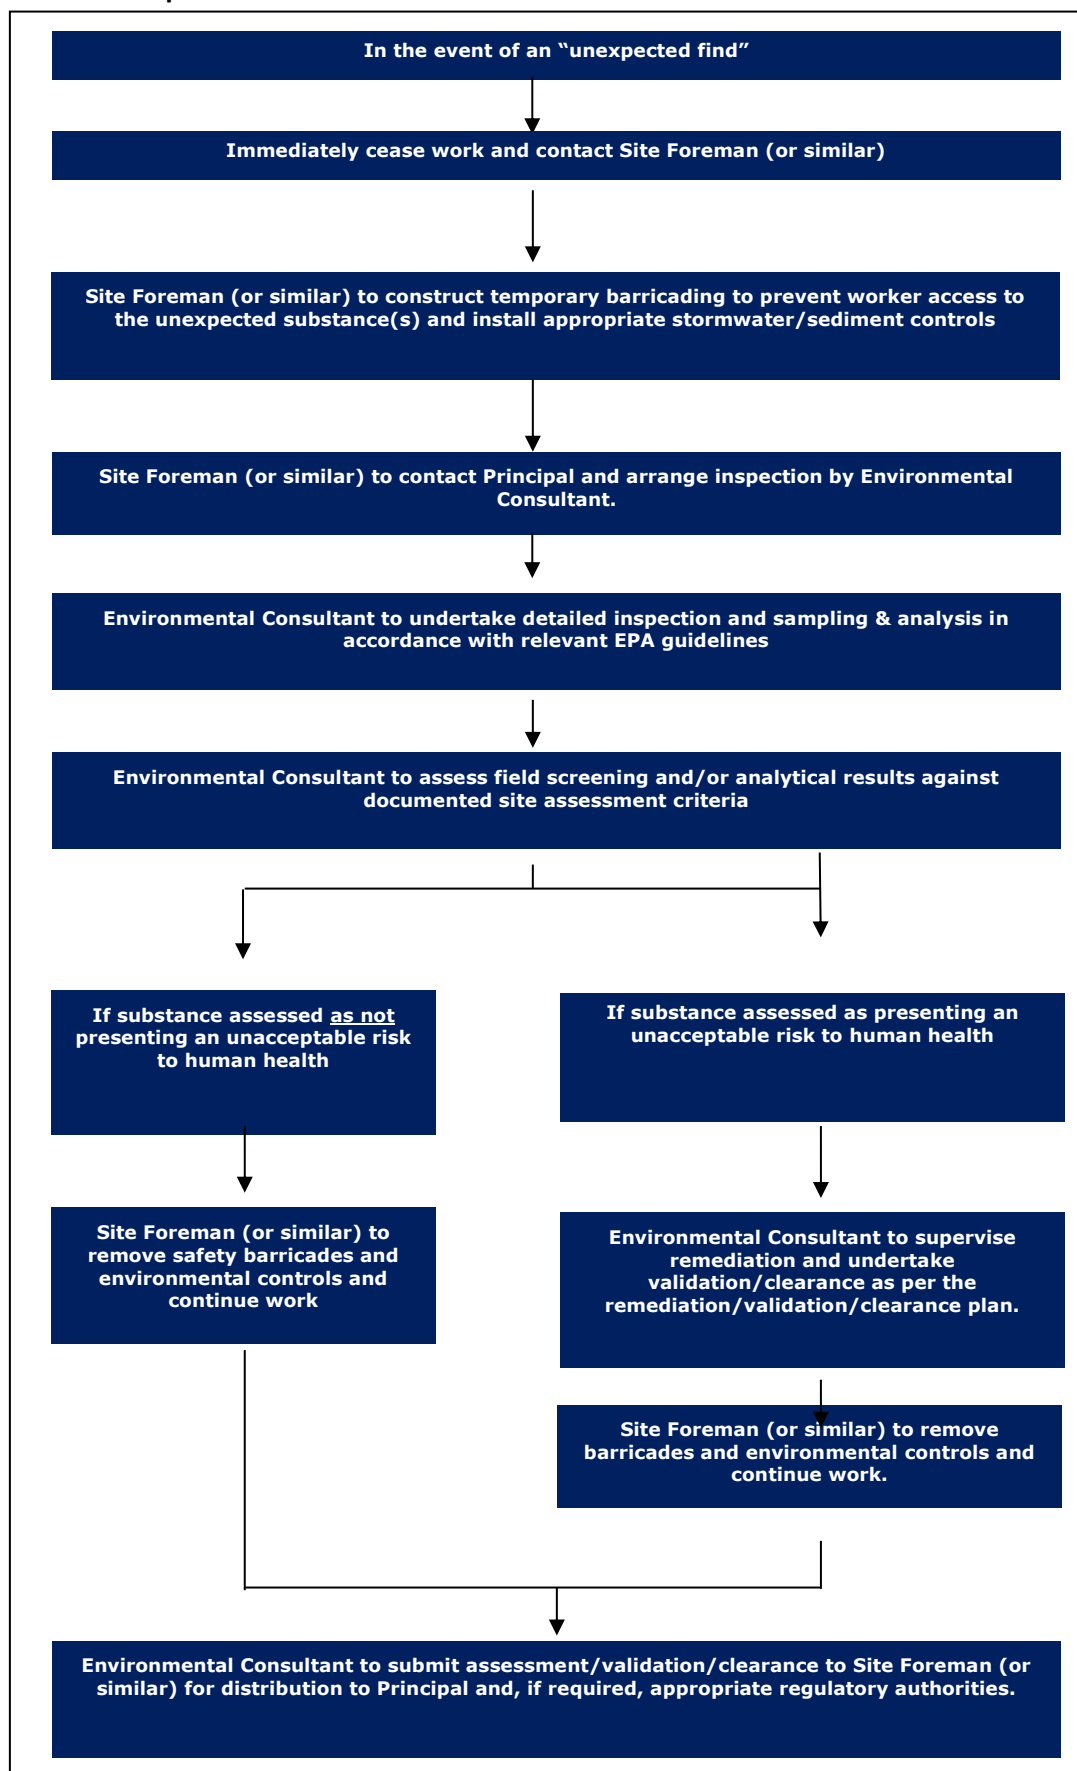 In the event of an “unexpected find”
Immediately cease work and contact Site Foreman (or similar)
Site Foreman (or similar) to construct temporary barricading to prevent worker access to
the unexpected substance(s) and install appropriate stormwater/sediment controls
Site Foreman (or similar) to contact Principal and arrange inspection by Environmental
Consultant.
Environmental Consultant to undertake detailed inspection and sampling & analysis in
accordance with relevant EPA guidelines
Environmental Consultant to assess field screening and/or analytical results against
documented site assessment criteria
If substance assessed as not
presenting an unacceptable risk
to human health
If substance assessed as presenting an
unacceptable risk to human health
Site Foreman (or similar) to
remove safety barricades and
environmental controls and
continue work
Environmental Consultant to supervise
remediation and undertake
validation/clearance as per the
remediation/validation/clearance plan.
Site Foreman (or similar) to remove
barricades and environmental controls and
continue work.
Environmental Consultant to submit assessment/validation/clearance to Site Foreman (or
similar) for distribution to Principal and, if required, appropriate regulatory authorities.